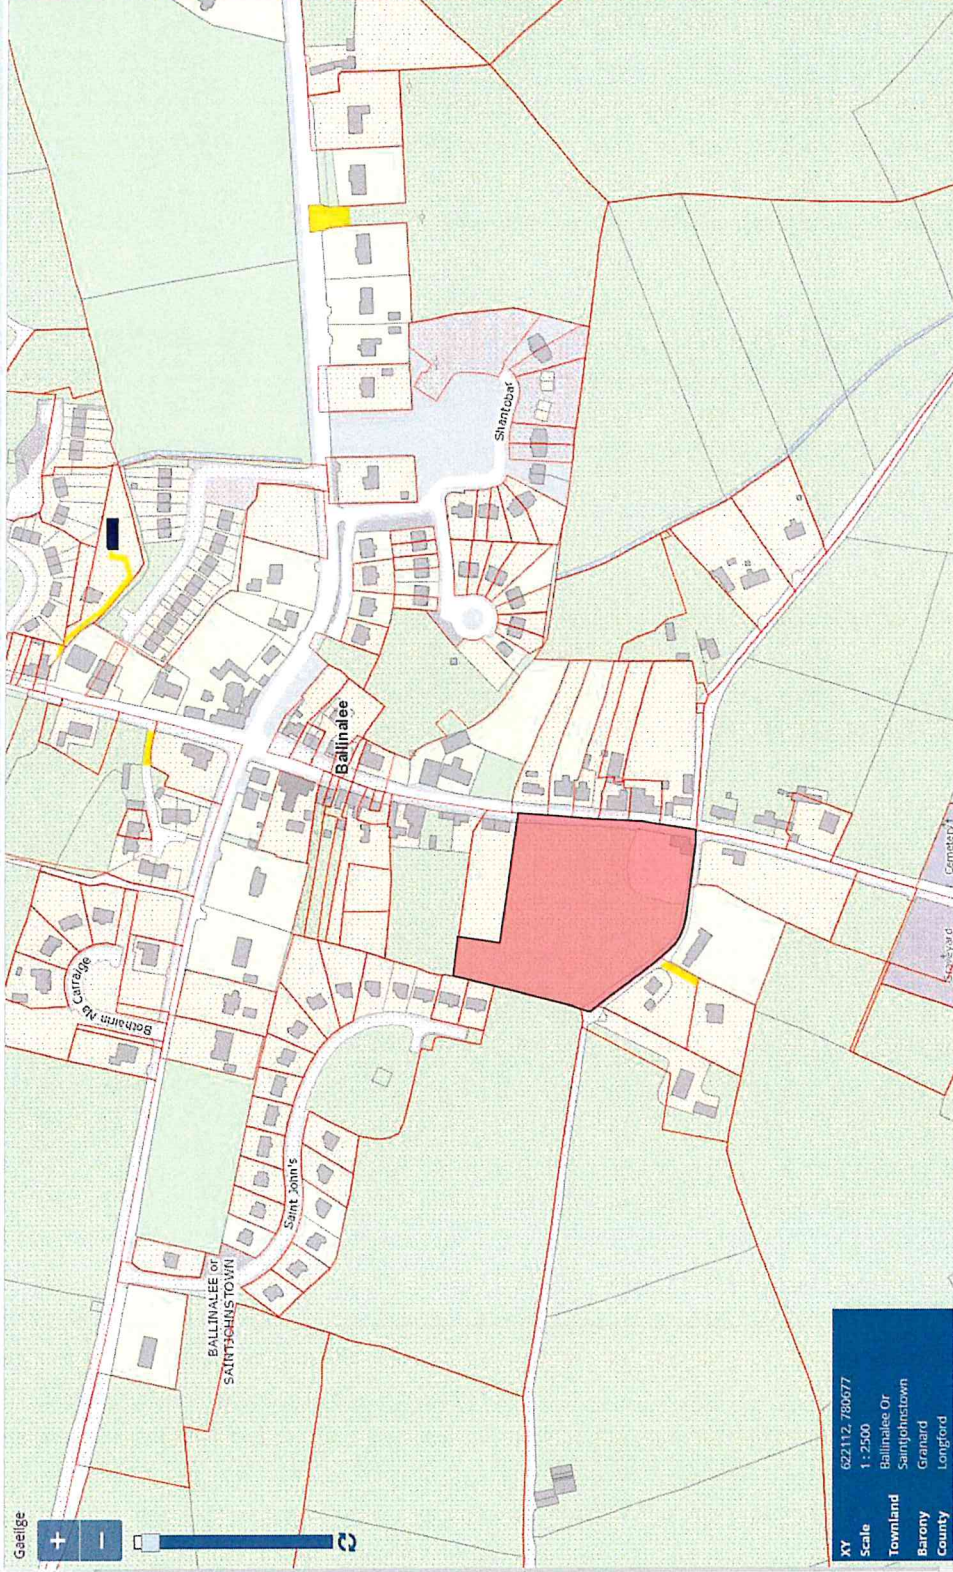 Gaeilge
+
−
Bothairin Na Carraige
Ballinalee
Shantobar
Saint John's
BALLINALEE or
SAINTJOHNSTOWN
Graveyard
Cemetery
XY 622112, 780677
Scale 1 : 2500
Townland Ballinalee Or
Saintjohnstown
Barony Granard
County Longford